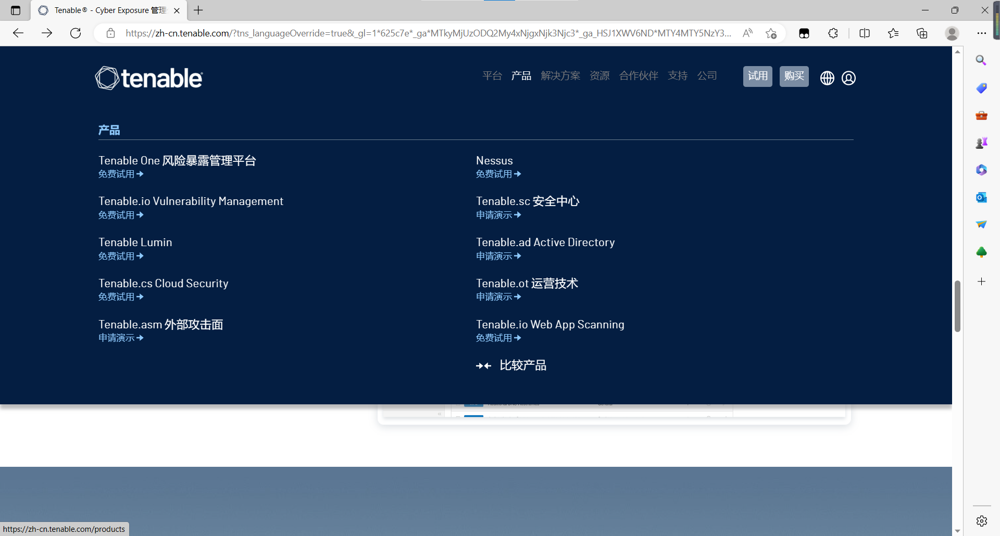 Tenable® - Cyber Exposure 管理
https://zh-cn.tenable.com/?tns_languageOverride=true&_gl=1*625c7e*_ga*MTkyMjUzODQ2My4xNjgxNjk3Njc3*_ga_HSJ1XWV6ND*MTY4MTY5NzY3...
tenable
平台 产品 解决方案 资源 合作伙伴 支持 公司 试用 购买
产品
Tenable One 风险暴露管理平台
免费试用
Tenable.io Vulnerability Management
免费试用
Tenable Lumin
免费试用
Tenable.cs Cloud Security
免费试用
Tenable.asm 外部攻击面
申请演示
Nessus
免费试用
Tenable.sc 安全中心
申请演示
Tenable.ad Active Directory
申请演示
Tenable.ot 运营技术
申请演示
Tenable.io Web App Scanning
免费试用
比较产品
https://zh-cn.tenable.com/products